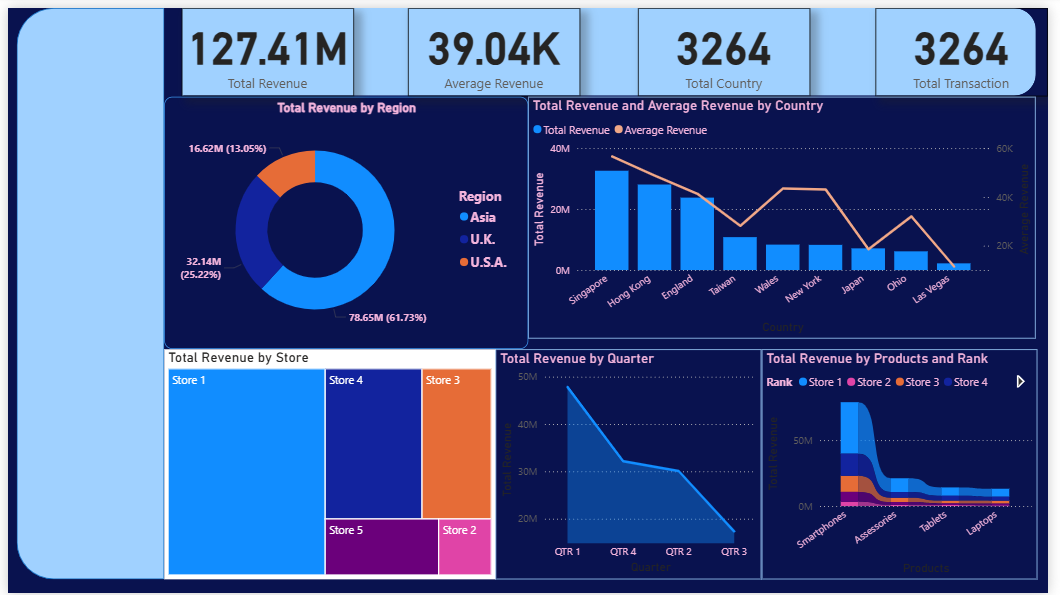 127.41M
Total Revenue
39.04K
Average Revenue
3264
Total Country
3264
Total Transaction
Total Revenue by Region
16.62M (13.05%)
32.14M
(25.22%)
78.65M (61.73%)
Region
Asia
U.K.
U.S.A.
Total Revenue and Average Revenue by Country
Total Revenue
Average Revenue
Total Revenue
40M
20M
0M
60K
40K
20K
Average Revenue
Singapore
Hong Kong
England
Taiwan
Wales
New York
Japan
Ohio
Las Vegas
Country
Total Revenue by Store
Store 1
Store 4
Store 3
Store 5
Store 2
Total Revenue by Quarter
Total Revenue
50M
40M
30M
20M
QTR 1
QTR 4
QTR 2
QTR 3
Quarter
Total Revenue by Products and Rank
Rank
Store 1
Store 2
Store 3
Store 4
Total Revenue
50M
0M
Smartphones
Assessories
Tablets
Laptops
Products